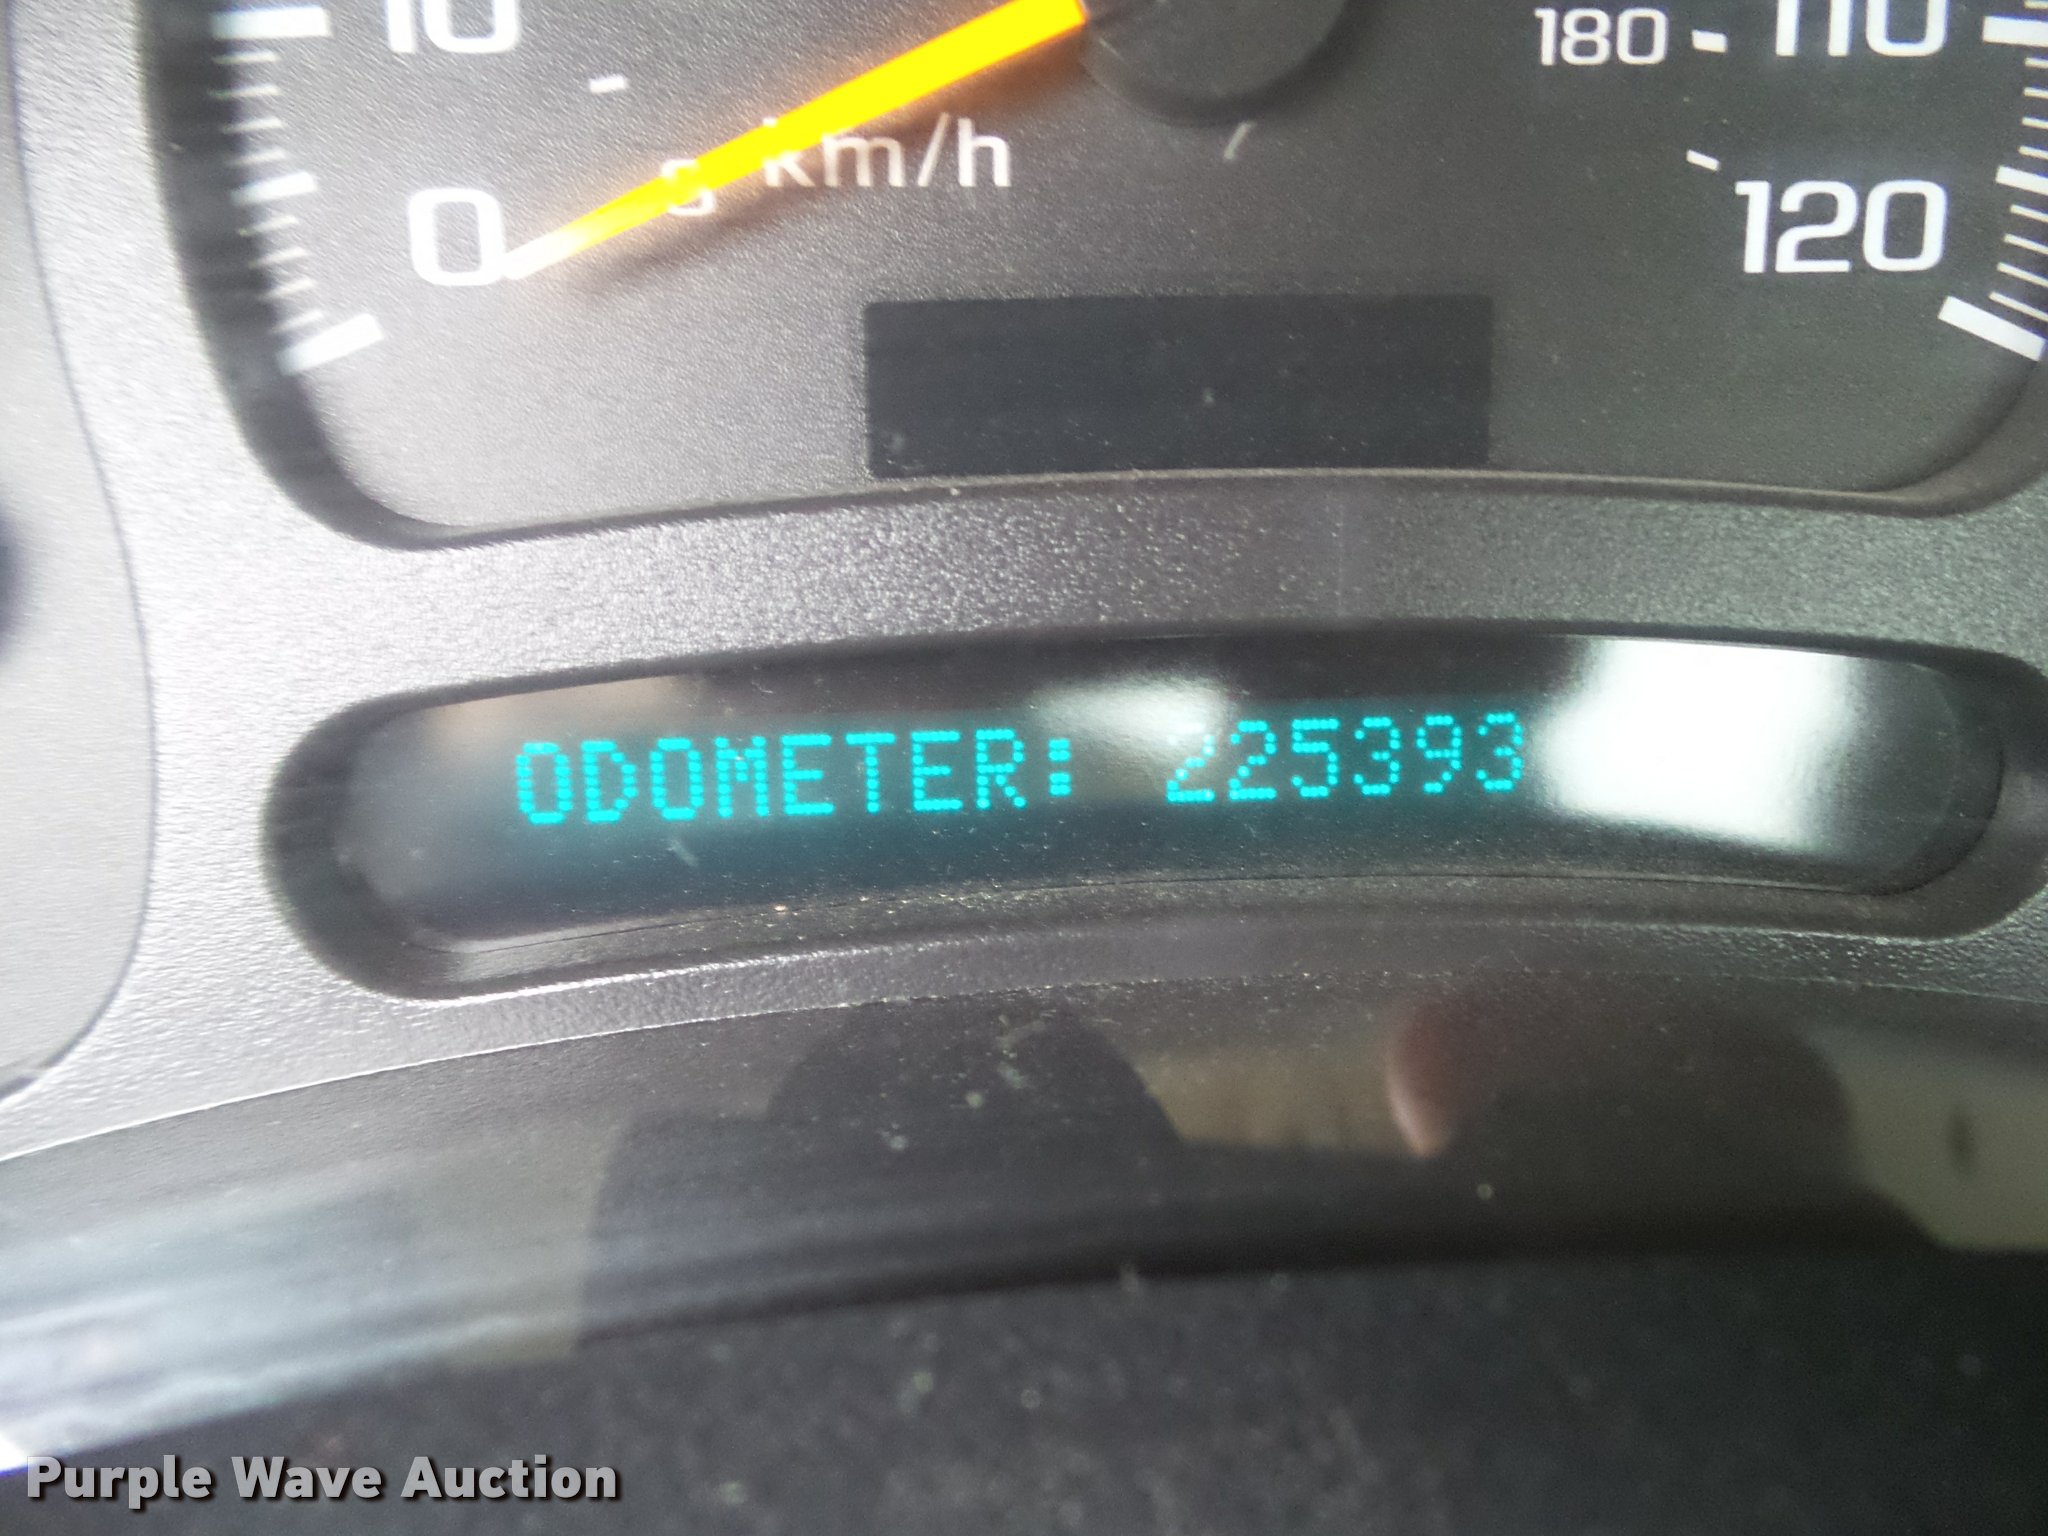 10
180 110
km/h
0
120
ODOMETER: 225393
Purple Wave Auction